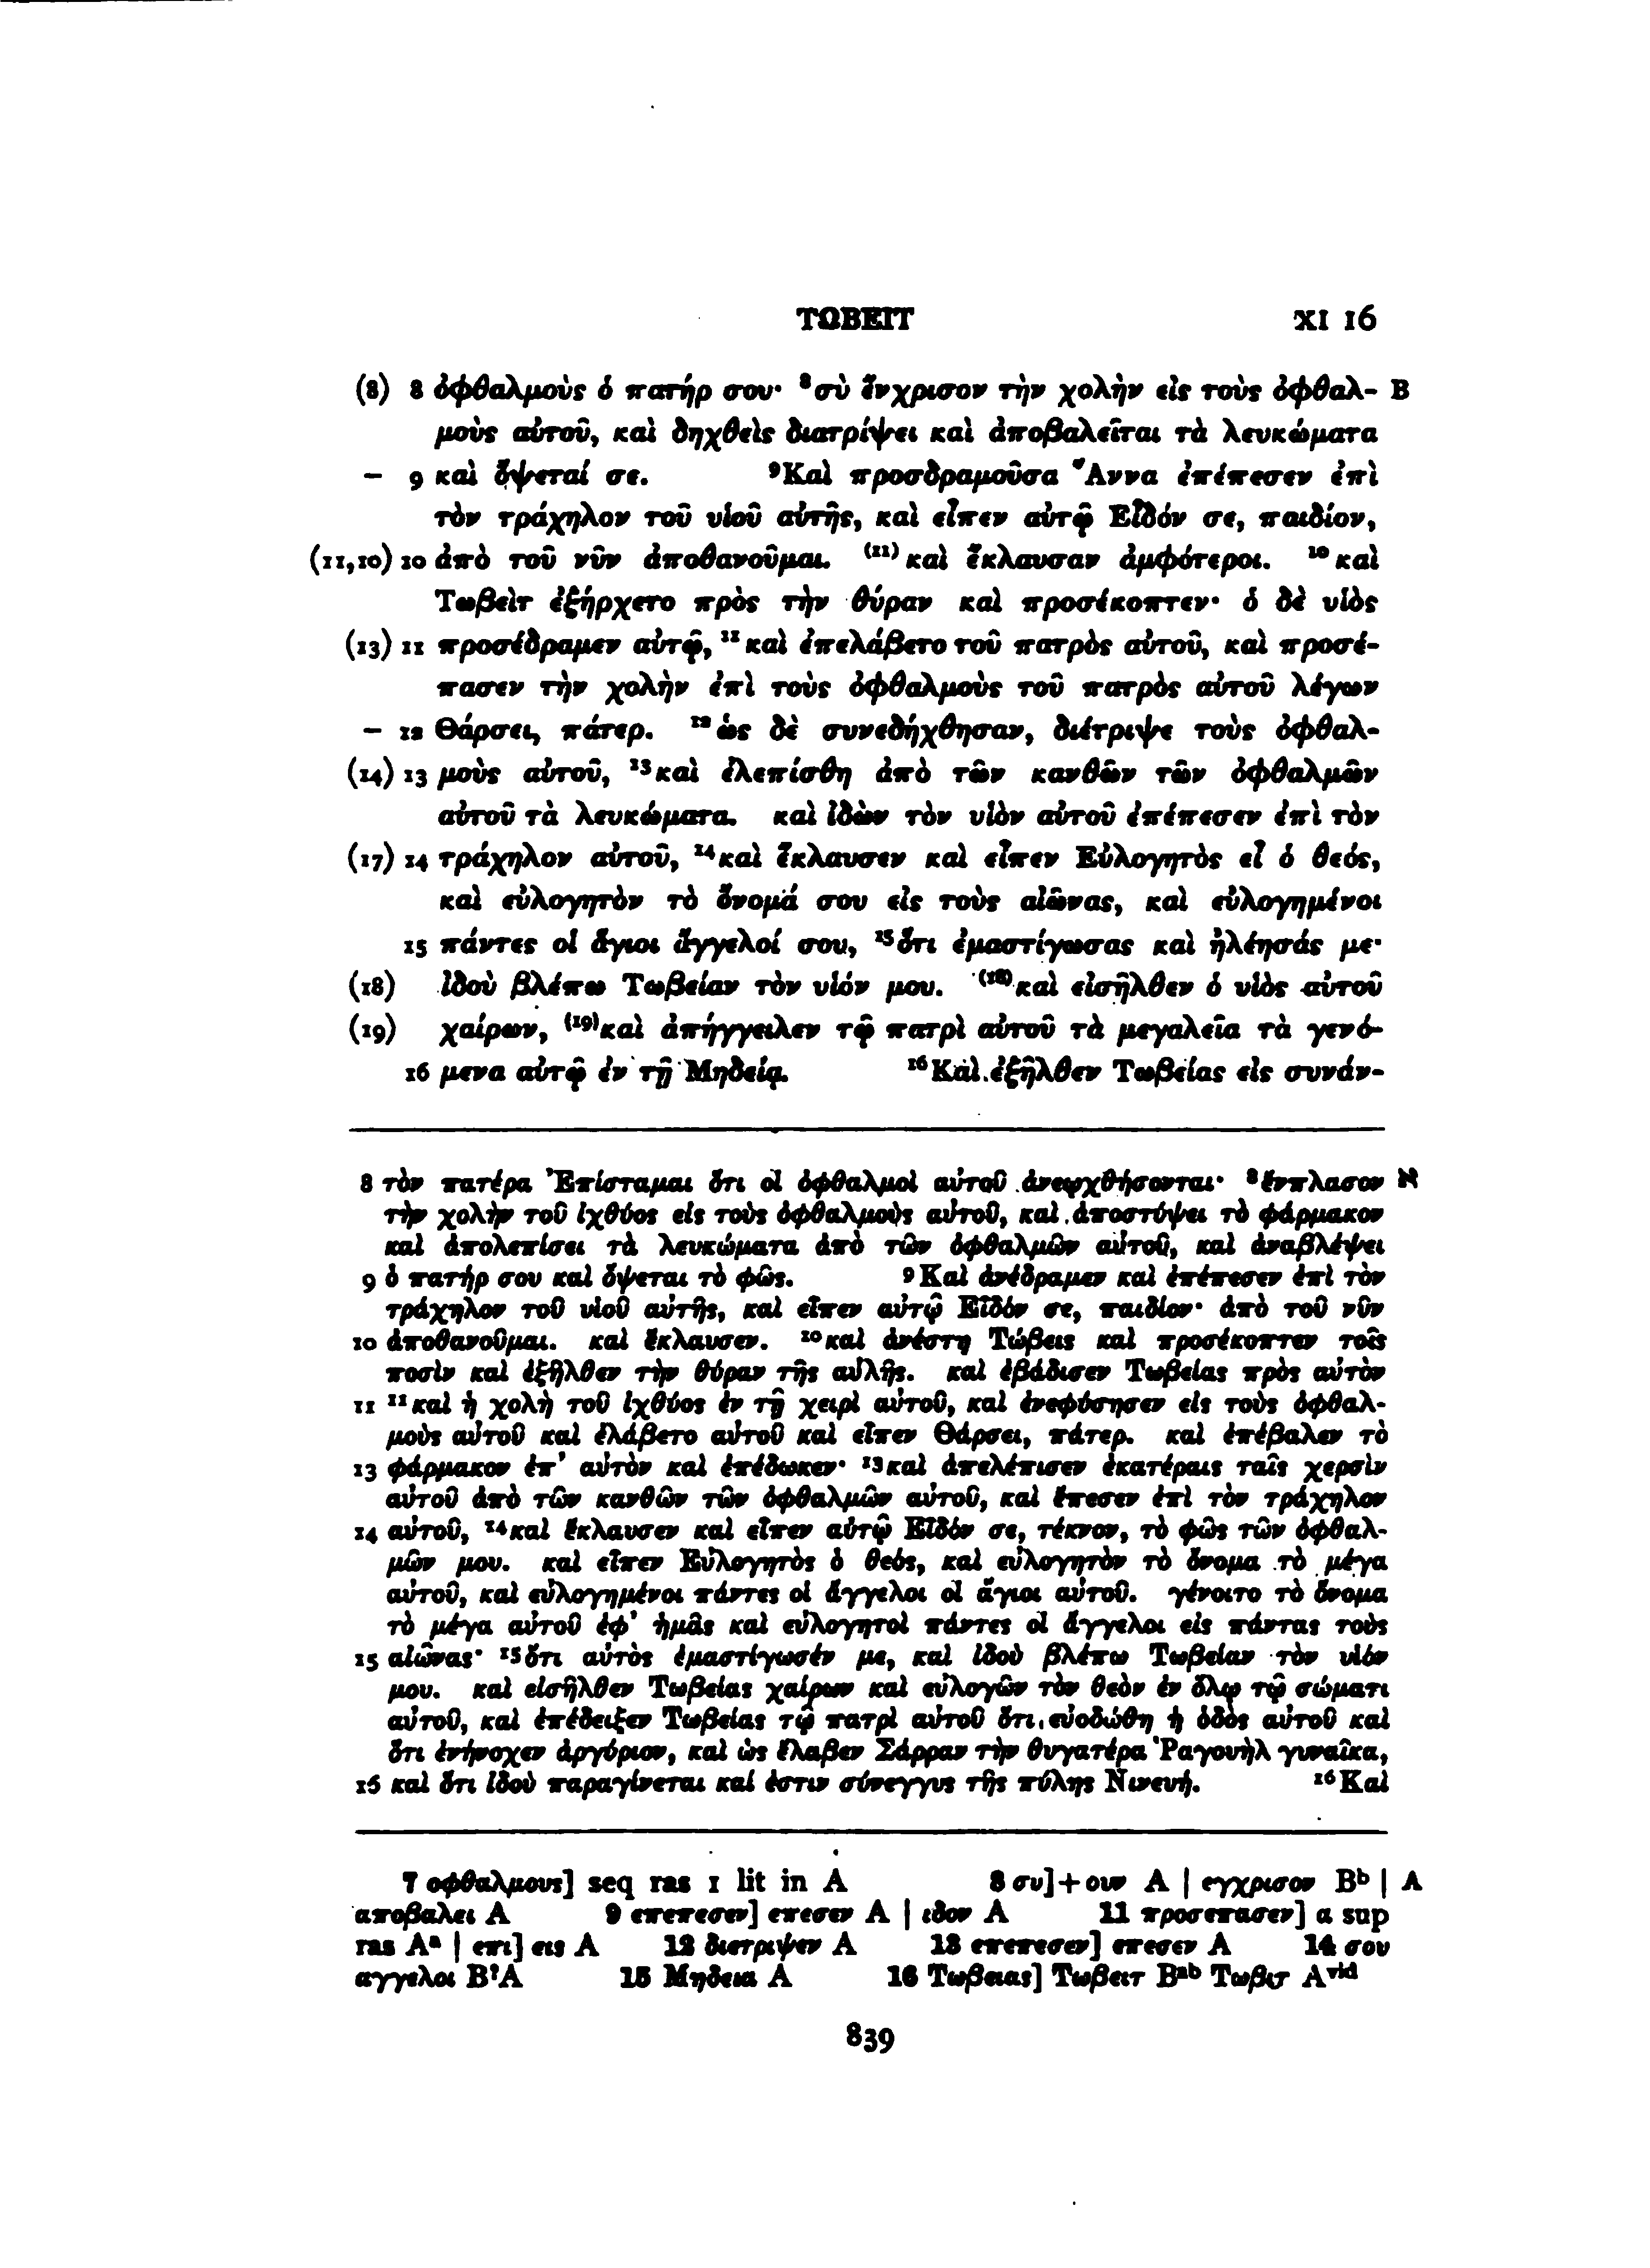 ΤΩΒΕΙΤ XI 16
(8) 8 ὀφθαλμοὺς ὁ πατήρ σου· ⁸σὺ ἔνχρισον τὴν χολὴν εἰς τοὺς ὀφθαλ- B
μοὺς αὐτοῦ, καὶ δηχθεὶς διατρίψει καὶ ἀποβαλεῖται τὰ λευκώματα
– 9 καὶ ὄψεταί σε. ⁹Καὶ προσδραμοῦσα Ἅννα ἐπέπεσεν ἐπὶ
τὸν τράχηλον τοῦ υἱοῦ αὐτῆς, καὶ εἶπεν αὐτῷ Εἶδόν σε, παιδίον,
(11,10) 10 ἀπὸ τοῦ νῦν ἀποθανοῦμαι. ⁽¹¹⁾καὶ ἔκλαυσαν ἀμφότεροι. ¹⁰καὶ
Τωβεὶτ ἐξήρχετο πρὸς τὴν θύραν καὶ προσέκοπτεν· ὁ δὲ υἱὸς
(13) 11 προσέδραμεν αὐτῷ, ¹¹καὶ ἐπελάβετο τοῦ πατρὸς αὐτοῦ, καὶ προσέ-
πασεν τὴν χολὴν ἐπὶ τοὺς ὀφθαλμοὺς τοῦ πατρὸς αὐτοῦ λέγων
– 12 Θάρσει, πάτερ. ¹²ὡς δὲ συνεδήχθησαν, διέτριψε τοὺς ὀφθαλ-
(14) 13 μοὺς αὐτοῦ, ¹³καὶ ἐλεπίσθη ἀπὸ τῶν κανθῶν τῶν ὀφθαλμῶν
αὐτοῦ τὰ λευκώματα. καὶ ἰδὼν τὸν υἱὸν αὐτοῦ ἐπέπεσεν ἐπὶ τὸν
(17) 14 τράχηλον αὐτοῦ, ¹⁴καὶ ἔκλαυσεν καὶ εἶπεν Εὐλογητὸς εἶ ὁ θεός,
καὶ εὐλογητὸν τὸ ὄνομά σου εἰς τοὺς αἰῶνας, καὶ εὐλογημένοι
15 πάντες οἱ ἅγιοι ἄγγελοί σου, ¹⁵ὅτι ἐμαστίγωσας καὶ ἠλέησάς με·
(18) ἰδοὺ βλέπω Τωβείαν τὸν υἱόν μου. ⁽¹⁸⁾καὶ εἰσῆλθεν ὁ υἱὸς αὐτοῦ
(19) χαίρων, ⁽¹⁹⁾καὶ ἀπήγγειλεν τῷ πατρὶ αὐτοῦ τὰ μεγαλεῖα τὰ γενό-
16 μενα αὐτῷ ἐν τῇ Μηδείᾳ. ¹⁶Καὶ ἐξῆλθεν Τωβείας εἰς συνάν-
8 τὸν πατέρα Ἐπίσταμαι ὅτι οἱ ὀφθαλμοὶ αὐτοῦ ἀνεῳχθήσονται· ⁸ἔνπλασον א
τὴν χολὴν τοῦ ἰχθύος εἰς τοὺς ὀφθαλμοὺς αὐτοῦ, καὶ ἀποστύψει τὸ φάρμακον
καὶ ἀπολεπίσει τὰ λευκώματα ἀπὸ τῶν ὀφθαλμῶν αὐτοῦ, καὶ ἀναβλέψει
9 ὁ πατήρ σου καὶ ὄψεται τὸ φῶς. ⁹Καὶ ἀνέδραμεν καὶ ἐπέπεσεν ἐπὶ τὸν
τράχηλον τοῦ υἱοῦ αὐτῆς, καὶ εἶπεν αὐτῷ Εἶδόν σε, παιδίον· ἀπὸ τοῦ νῦν
10 ἀποθανοῦμαι. καὶ ἔκλαυσεν. ¹⁰καὶ ἀνέστη Τώβεις καὶ προσέκοπτεν τοῖς
ποσὶν καὶ ἐξῆλθεν τὴν θύραν τῆς αὐλῆς. καὶ ἐβάδισεν Τωβείας πρὸς αὐτὸν
11 ¹¹καὶ ἡ χολὴ τοῦ ἰχθύος ἐν τῇ χειρὶ αὐτοῦ, καὶ ἐνεφύσησεν εἰς τοὺς ὀφθαλ-
μοὺς αὐτοῦ καὶ ἐλάβετο αὐτοῦ καὶ εἶπεν Θάρσει, πάτερ. καὶ ἐπέβαλεν τὸ
13 φάρμακον ἐπ' αὐτὸν καὶ ἐπέδωκεν· ¹³καὶ ἀπελέπισεν ἑκατέραις ταῖς χερσὶν
αὐτοῦ ἀπὸ τῶν κανθῶν τῶν ὀφθαλμῶν αὐτοῦ, καὶ ἔπεσεν ἐπὶ τὸν τράχηλον
14 αὐτοῦ, ¹⁴καὶ ἔκλαυσεν καὶ εἶπεν αὐτῷ Εἶδόν σε, τέκνον, τὸ φῶς τῶν ὀφθαλ-
μῶν μου. καὶ εἶπεν Εὐλογητὸς ὁ θεός, καὶ εὐλογητὸν τὸ ὄνομα τὸ μέγα
αὐτοῦ, καὶ εὐλογημένοι πάντες οἱ ἄγγελοι οἱ ἅγιοι αὐτοῦ. γένοιτο τὸ ὄνομα
τὸ μέγα αὐτοῦ ἐφ' ἡμᾶς καὶ εὐλογητοὶ πάντες οἱ ἄγγελοι εἰς πάντας τοὺς
15 αἰῶνας· ¹⁵ὅτι αὐτὸς ἐμαστίγωσέν με, καὶ ἰδοὺ βλέπω Τωβείαν τὸν υἱόν
μου. καὶ εἰσῆλθεν Τωβείας χαίρων καὶ εὐλογῶν τὸν θεὸν ἐν ὅλῳ τῷ σώματι
αὐτοῦ, καὶ ἐπέδειξεν Τωβείας τῷ πατρὶ αὐτοῦ ὅτι εὐοδώθη ἡ ὁδὸς αὐτοῦ καὶ
ὅτι ἐνήνοχεν ἀργύριον, καὶ ὡς ἔλαβεν Σάρραν τὴν θυγατέρα Ῥαγουὴλ γυναῖκα,
16 καὶ ὅτι ἰδοὺ παραγίνεται καί ἐστιν σύνεγγυς τῆς πύλης Νινευή. ¹⁶Καὶ
7 οφθαλμους] seq ras 1 lit in A 8 συ]+ουν A | εγχρισον Bᵇ | A
αποβαλει A 9 επεπεσεν] επεσεν A | ιδον A 11 προσεπασεν] α sup
ras Aᵃ | επι] εις A 12 διετριψεν A 13 επεπεσεν] επεσεν A 14 σου
αγγελοι BˀA 15 Μηδεια A 16 Τωβειας] Τωβειτ Bᵃᵇ Τωβιτ Aᵛⁱᵈ
839